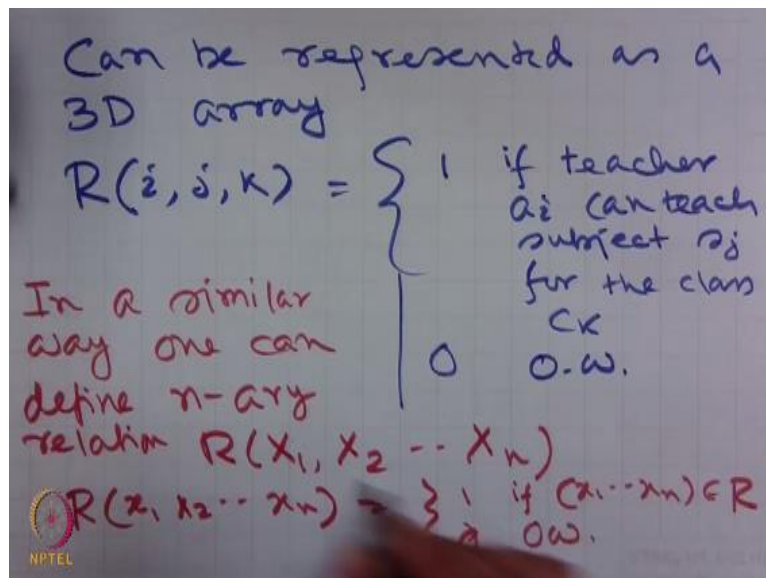 Can be represented as a
3D array
R(i, j, k) = { 1 if teacher
ai can teach
subject sj
for the class
CK
0 O.W.
In a similar
way one can
define n-ary
relation R(X1, X2 -- Xn)
R(x1 x2 -- xn) = } 1 if (x1 -- xn) ∈ R
OW.
NPTEL